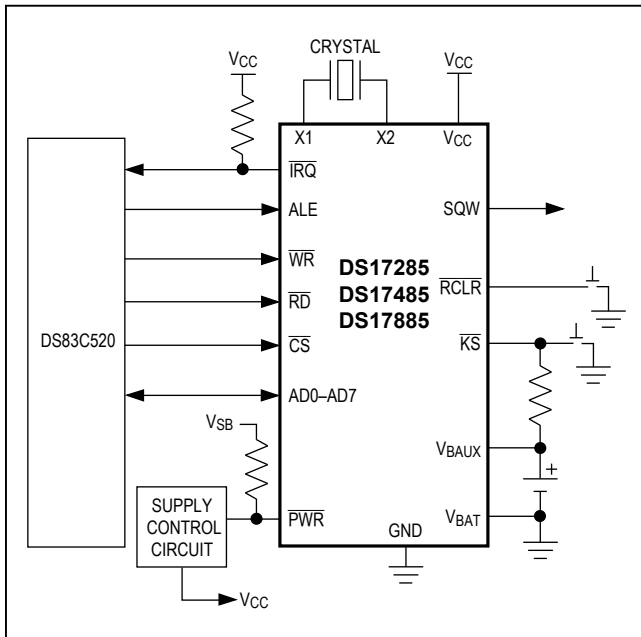 CRYSTAL
VCC
VCC
X1
X2
VCC
IRQ
ALE
SQW
WR
DS17285
DS17485
DS17885
RCLR
RD
DS83C520
CS
KS
AD0–AD7
VSB
VBAUX
SUPPLY
CONTROL
CIRCUIT
PWR
GND
VBAT
+
VCC